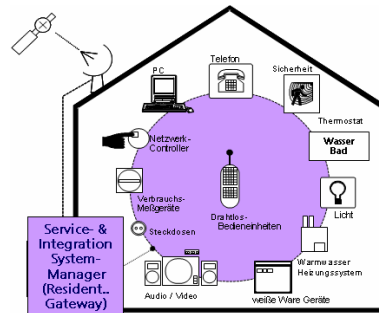 Telefon
PC
Sicherheit
Thermostat
Wasser
Bad
Netzwerk-
Controller
Verbrauchs-
Meßgeräte
Drahtlos-
Bedieneinheiten
Licht
Steckdosen
Service- &
Integration
System-
Manager
(Resident..
Gateway)
Warmwasser
Heizungssystem
Audio / Video
weiße Ware Geräte